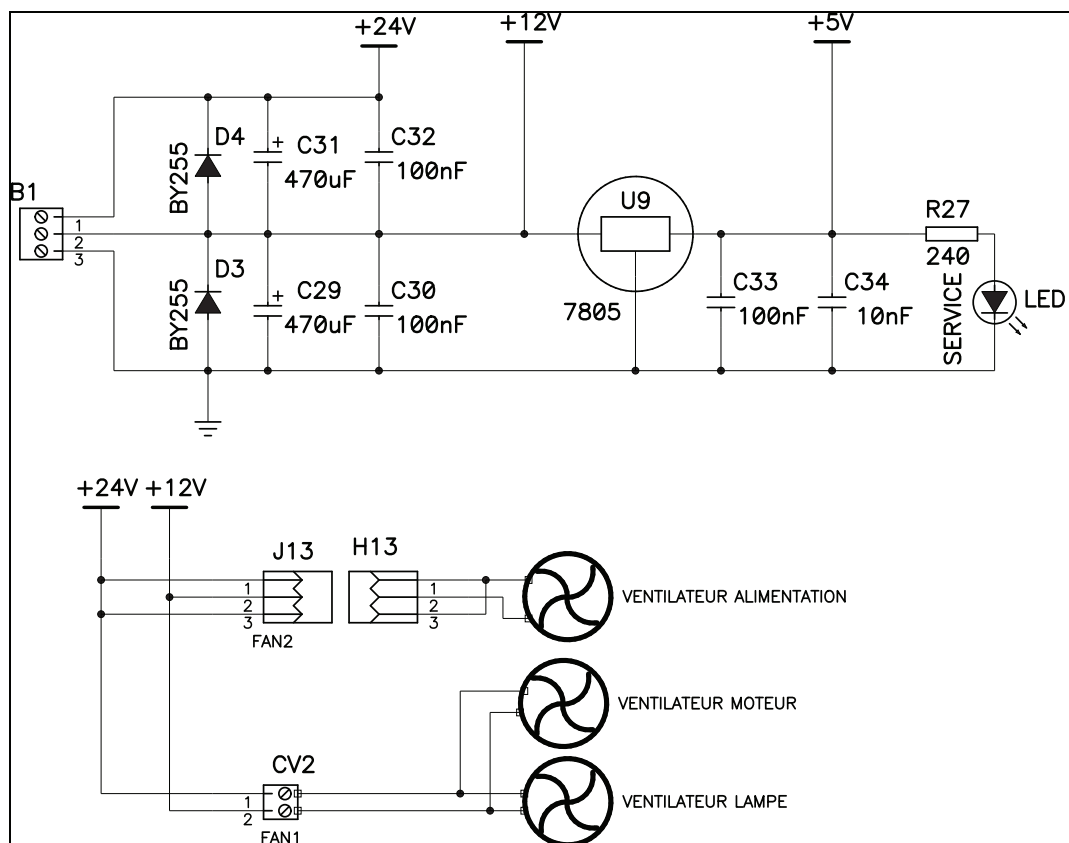 +24V
+12V
+5V
B1
1
2
3
D4
BY255
C31
+
470uF
C32
100nF
D3
BY255
C29
+
470uF
C30
100nF
U9
7805
C33
100nF
C34
10nF
R27
240
SERVICE
LED
+24V
+12V
J13
1
2
3
FAN2
H13
1
2
3
VENTILATEUR ALIMENTATION
VENTILATEUR MOTEUR
CV2
1
2
FAN1
VENTILATEUR LAMPE